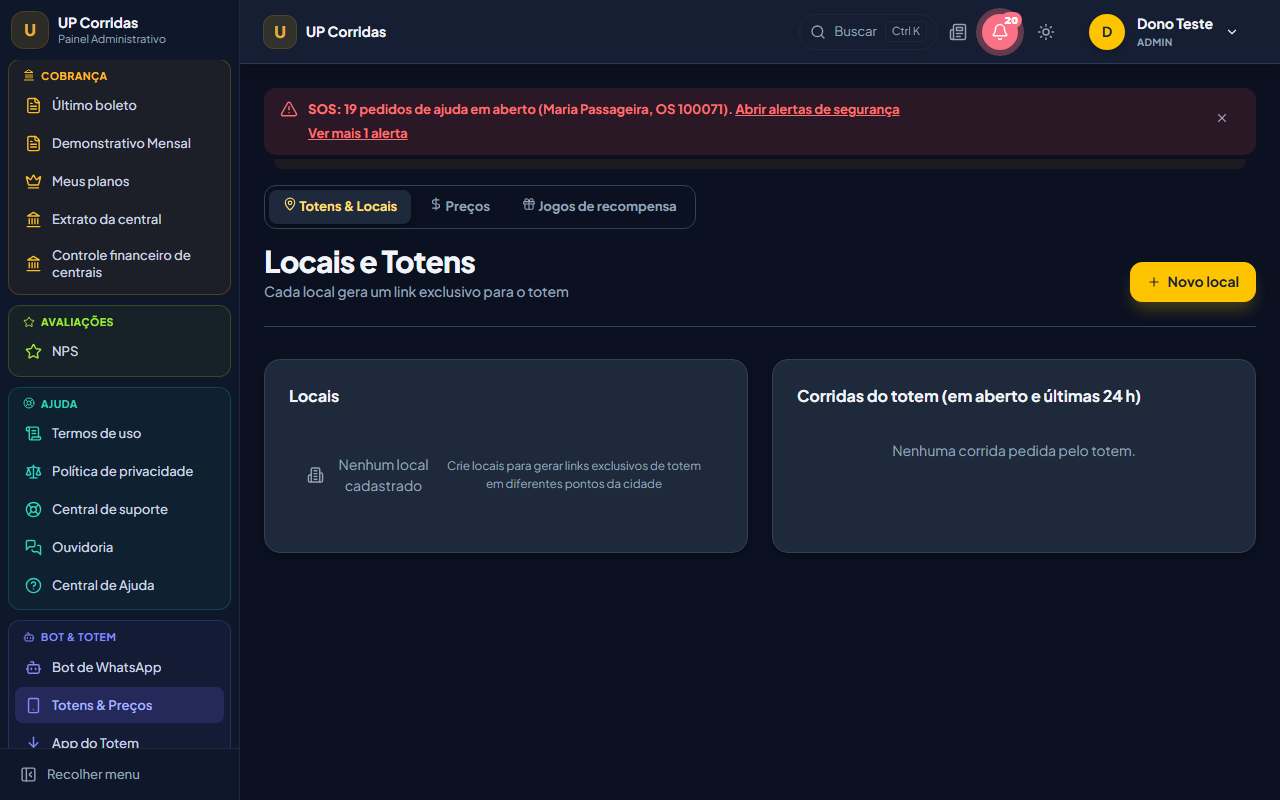 U
UP Corridas
Painel Administrativo
COBRANÇA
Último boleto
Demonstrativo Mensal
Meus planos
Extrato da central
Controle financeiro de
centrais
AVALIAÇÕES
NPS
AJUDA
Termos de uso
Política de privacidade
Central de suporte
Ouvidoria
Central de Ajuda
BOT & TOTEM
Bot de WhatsApp
Totens & Preços
App do Totem
Recolher menu
U
UP Corridas
Buscar Ctrl K
20
D
Dono Teste
ADMIN
SOS: 19 pedidos de ajuda em aberto (Maria Passageira, OS 100071). Abrir alertas de segurança
Ver mais 1 alerta
Totens & Locais Preços Jogos de recompensa
Locais e Totens
Cada local gera um link exclusivo para o totem
+ Novo local
Locais
Nenhum local
cadastrado
Crie locais para gerar links exclusivos de totem
em diferentes pontos da cidade
Corridas do totem (em aberto e últimas 24 h)
Nenhuma corrida pedida pelo totem.